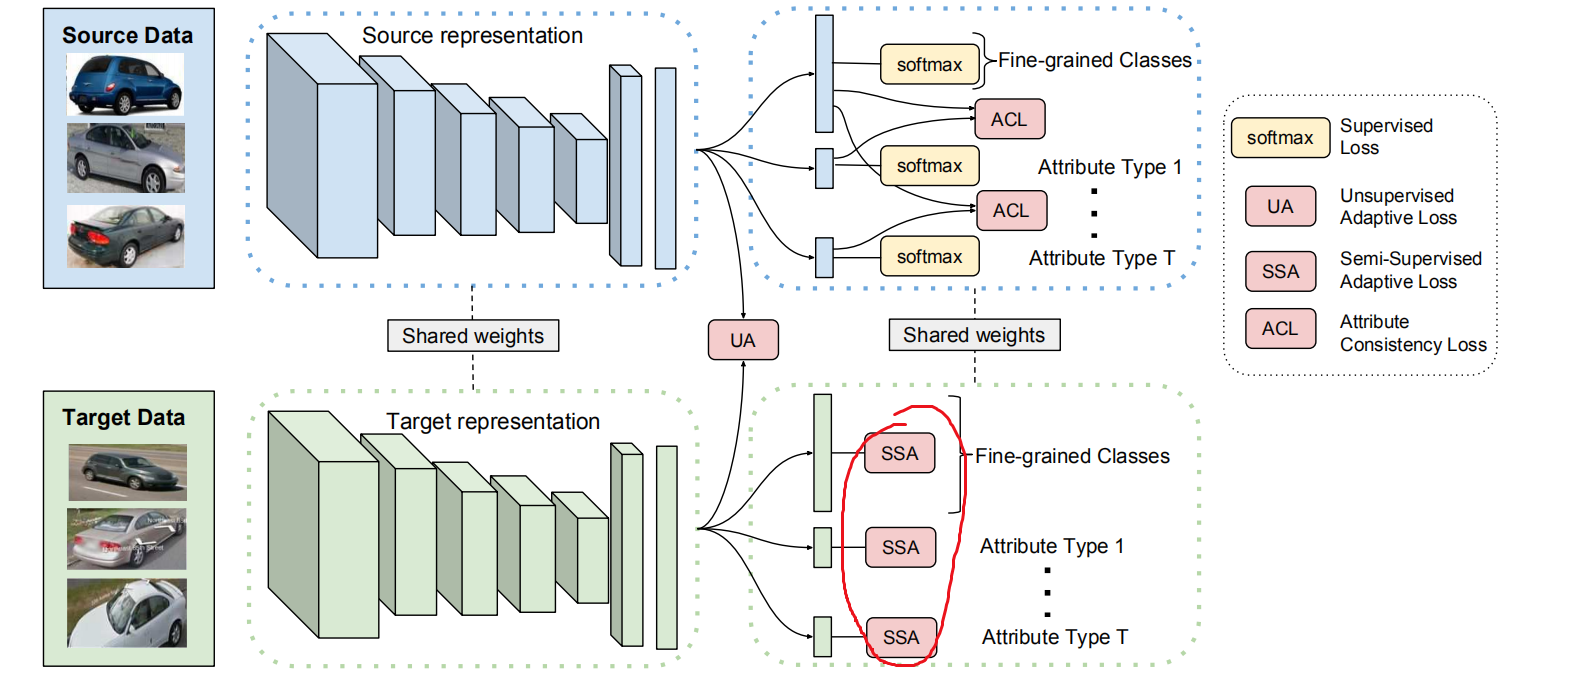 Source Data
Source representation
softmax
Fine-grained Classes
ACL
softmax
Attribute Type 1
ACL
softmax
Attribute Type T
softmax
Supervised
Loss
UA
Unsupervised
Adaptive Loss
SSA
Semi-Supervised
Adaptive Loss
ACL
Attribute
Consistency Loss
Shared weights
UA
Shared weights
Target Data
Target representation
SSA
Fine-grained Classes
SSA
Attribute Type 1
SSA
Attribute Type T